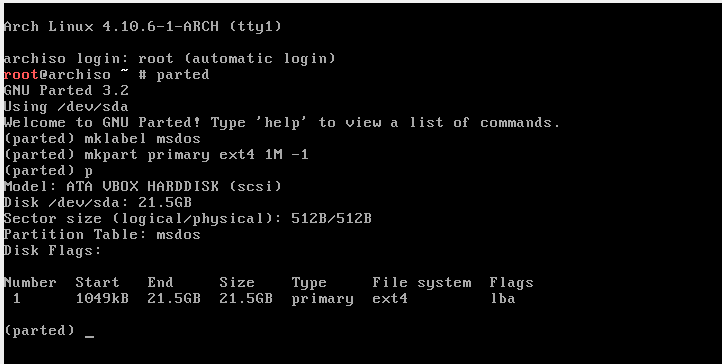 Arch Linux 4.10.6-1-ARCH (tty1)
archiso login: root (automatic login)
root@archiso ~ # parted
GNU Parted 3.2
Using /dev/sda
Welcome to GNU Parted! Type 'help' to view a list of commands.
(parted) mklabel msdos
(parted) mkpart primary ext4 1M -1
(parted) p
Model: ATA VBOX HARDDISK (scsi)
Disk /dev/sda: 21.5GB
Sector size (logical/physical): 512B/512B
Partition Table: msdos
Disk Flags:
Number  Start   End     Size    Type     File system  Flags
 1      1049kB  21.5GB  21.5GB  primary  ext4         lba
(parted) _